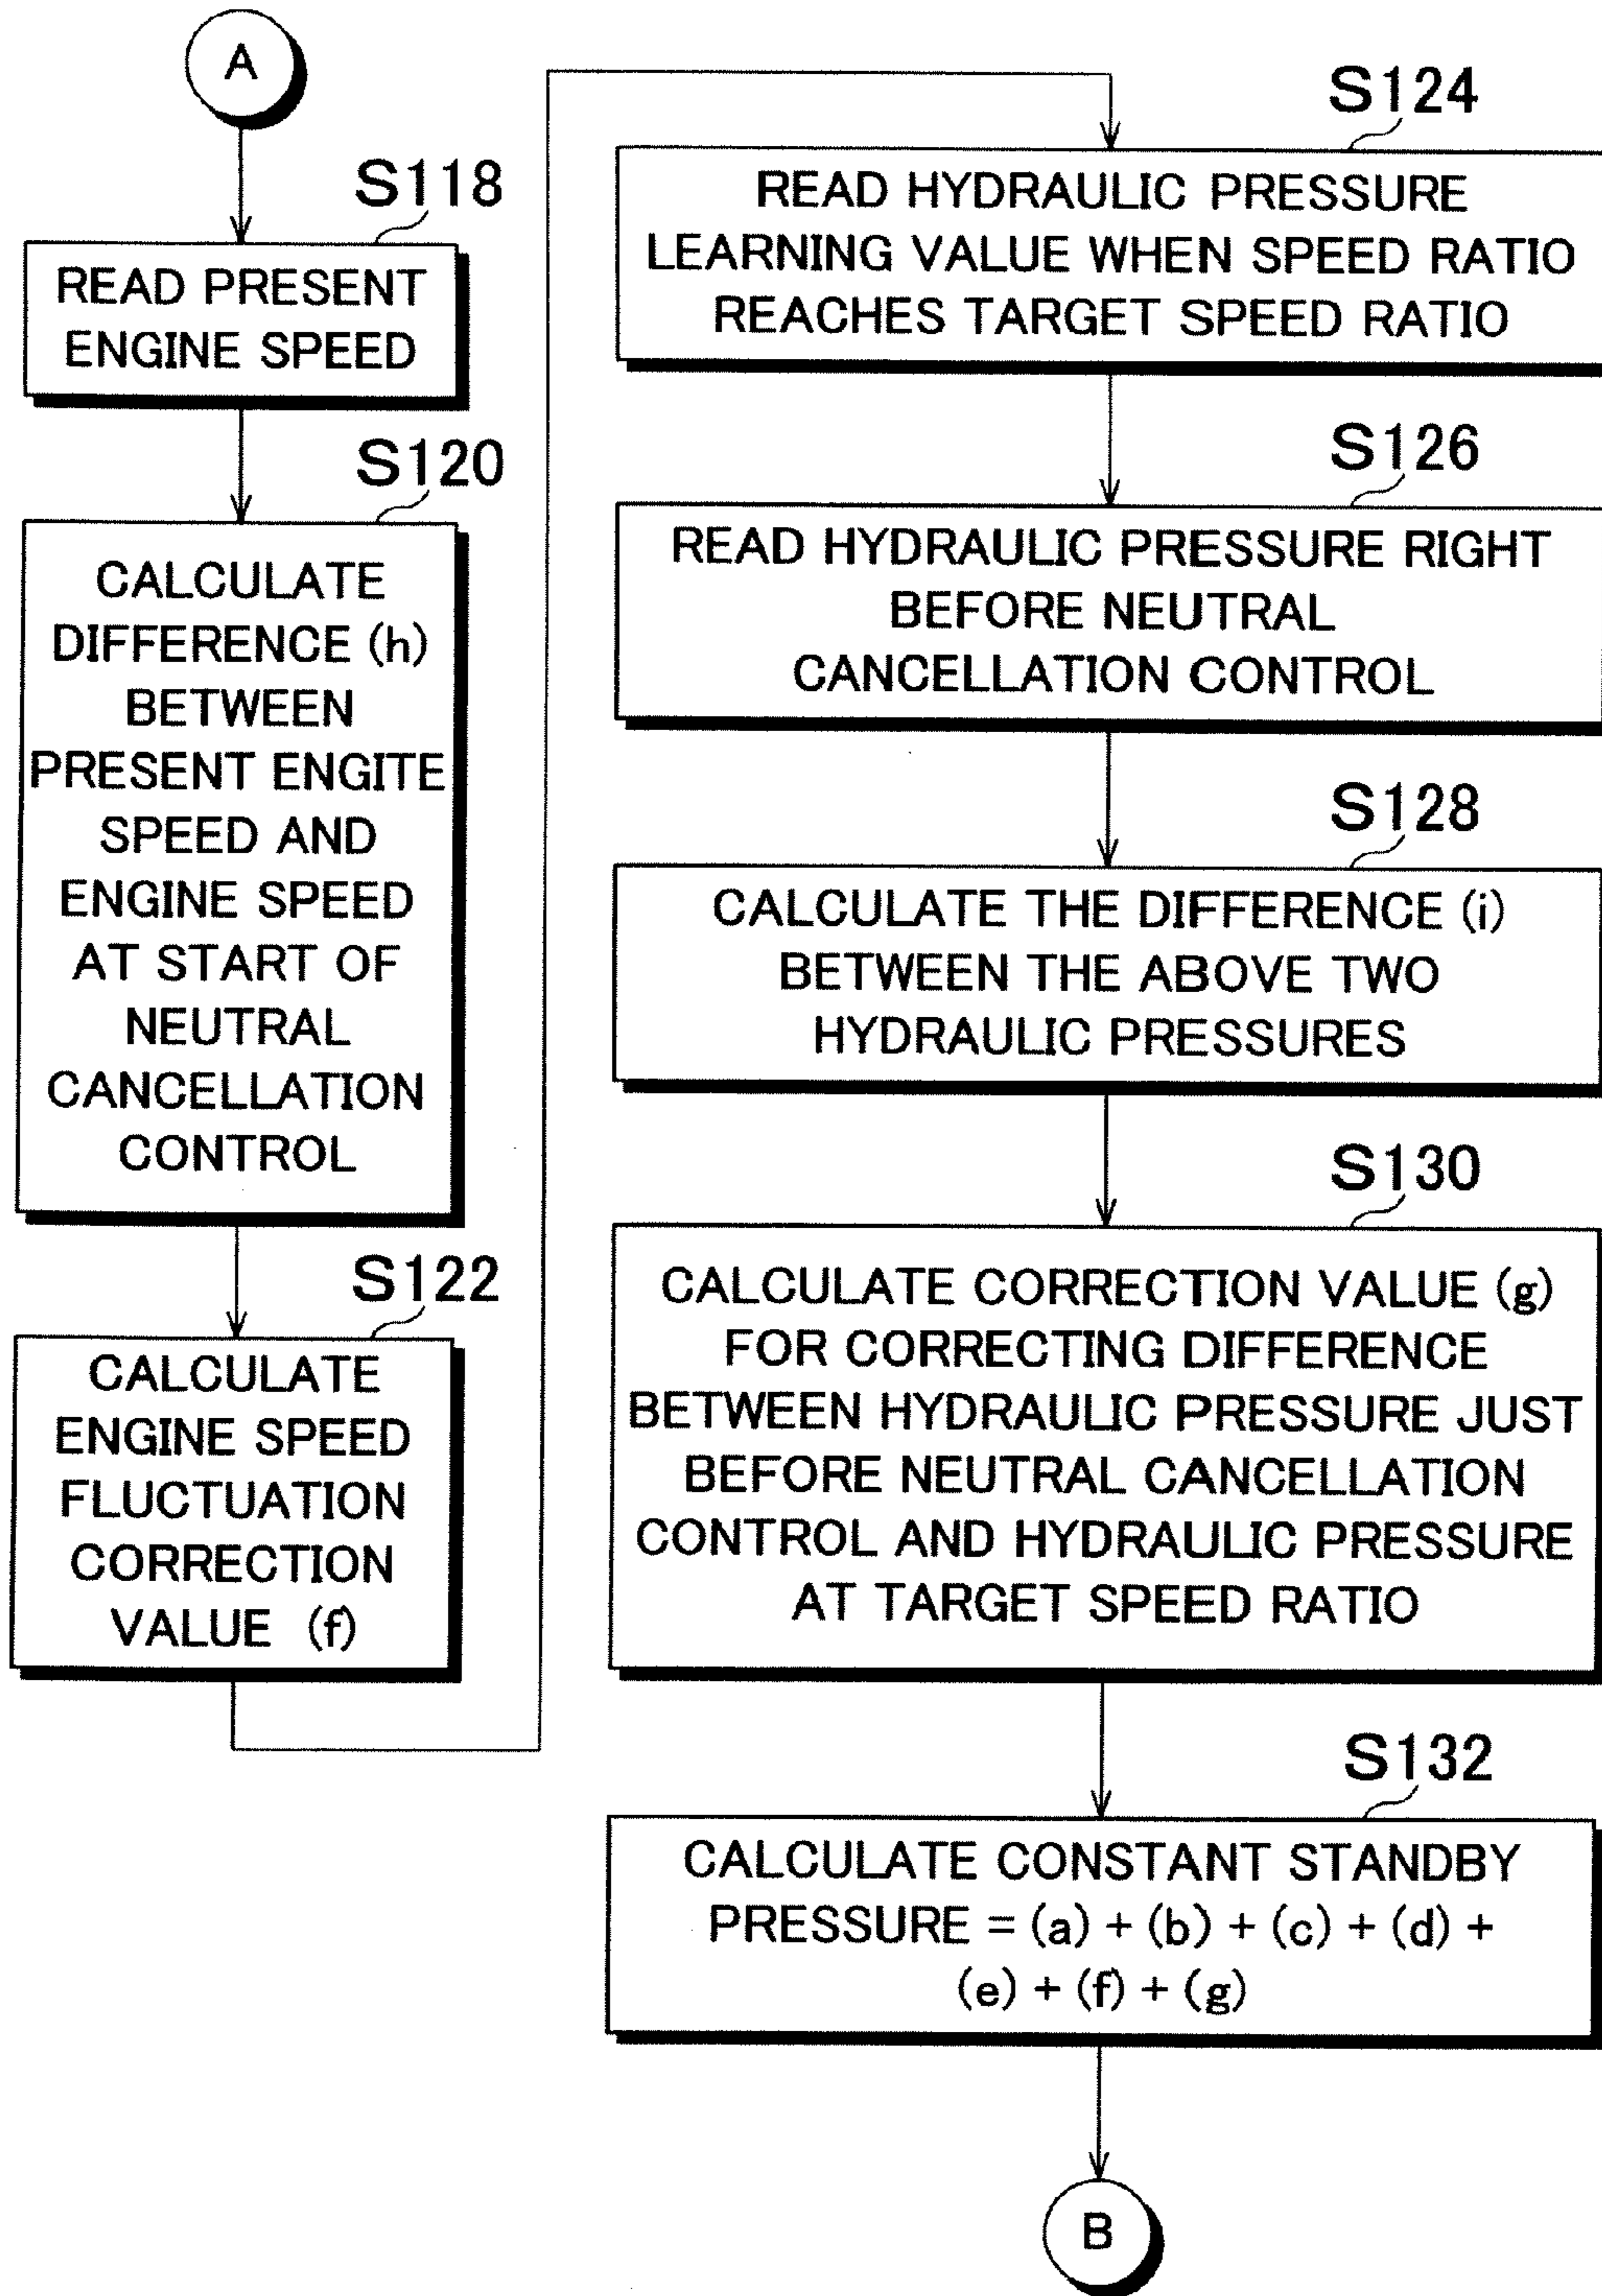 A
S118
READ PRESENT
ENGINE SPEED
S120
CALCULATE
DIFFERENCE (h)
BETWEEN
PRESENT ENGITE
SPEED AND
ENGINE SPEED
AT START OF
NEUTRAL
CANCELLATION
CONTROL
S122
CALCULATE
ENGINE SPEED
FLUCTUATION
CORRECTION
VALUE (f)
S124
READ HYDRAULIC PRESSURE
LEARNING VALUE WHEN SPEED RATIO
REACHES TARGET SPEED RATIO
S126
READ HYDRAULIC PRESSURE RIGHT
BEFORE NEUTRAL
CANCELLATION CONTROL
S128
CALCULATE THE DIFFERENCE (i)
BETWEEN THE ABOVE TWO
HYDRAULIC PRESSURES
S130
CALCULATE CORRECTION VALUE (g)
FOR CORRECTING DIFFERENCE
BETWEEN HYDRAULIC PRESSURE JUST
BEFORE NEUTRAL CANCELLATION
CONTROL AND HYDRAULIC PRESSURE
AT TARGET SPEED RATIO
S132
CALCULATE CONSTANT STANDBY
PRESSURE = (a) + (b) + (c) + (d) +
(e) + (f) + (g)
B